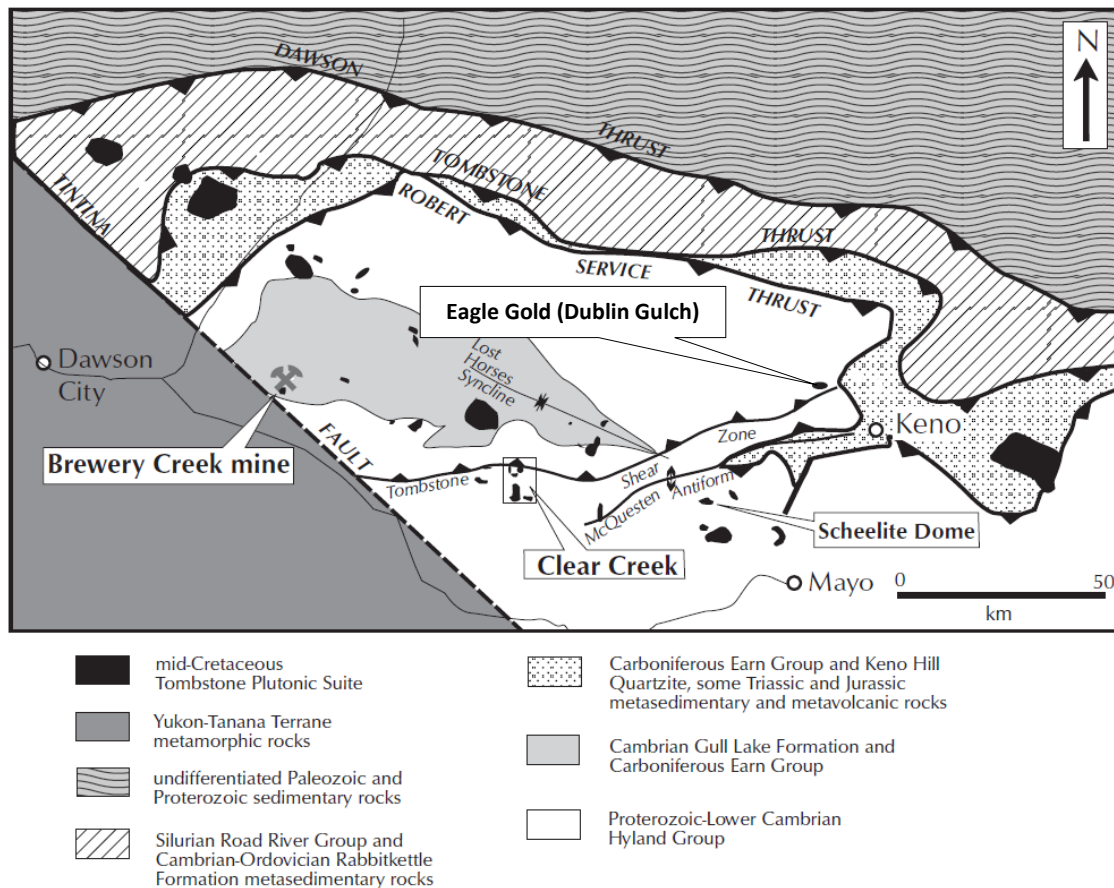 DAWSON
THRUST
N
TINTINA
TOMBSTONE
THRUST
ROBERT
SERVICE
THRUST
Eagle Gold (Dublin Gulch)
Lost
Horses
Syncline
Dawson
City
Brewery Creek mine
FAULT
Tombstone
Shear
Zone
Keno
McQuesten
Antiform
Scheelite Dome
Clear Creek
Mayo
0
50
km
mid-Cretaceous
Tombstone Plutonic Suite
Yukon-Tanana Terrane
metamorphic rocks
undifferentiated Paleozoic and
Proterozoic sedimentary rocks
Silurian Road River Group and
Cambrian-Ordovician Rabbitkettle
Formation metasedimentary rocks
Carboniferous Earn Group and Keno Hill
Quartzite, some Triassic and Jurassic
metasedimentary and metavolcanic rocks
Cambrian Gull Lake Formation and
Carboniferous Earn Group
Proterozoic-Lower Cambrian
Hyland Group